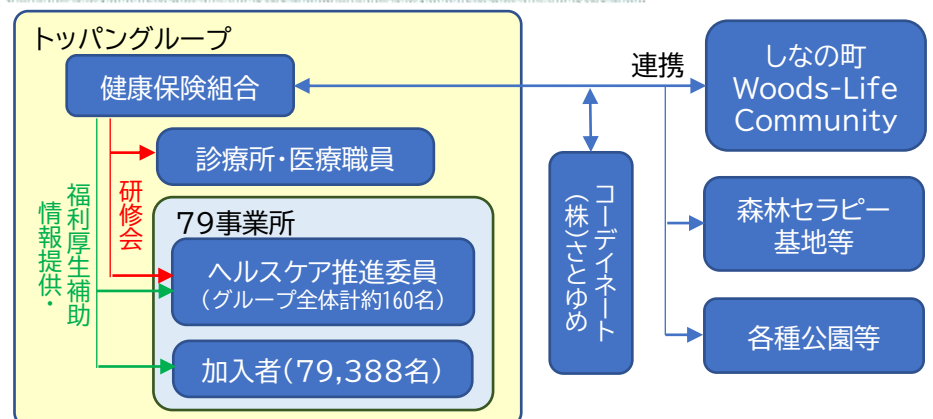 トッパングループ
健康保険組合
連携
しなの町
Woods-Life
Community
診療所・医療職員
福利厚生補助
情報提供・
研修会
79事業所
ヘルスケア推進委員
(グループ全体計約160名)
加入者(79,388名)
コーデイネート
(株)さとゆめ
森林セラピー
基地等
各種公園等